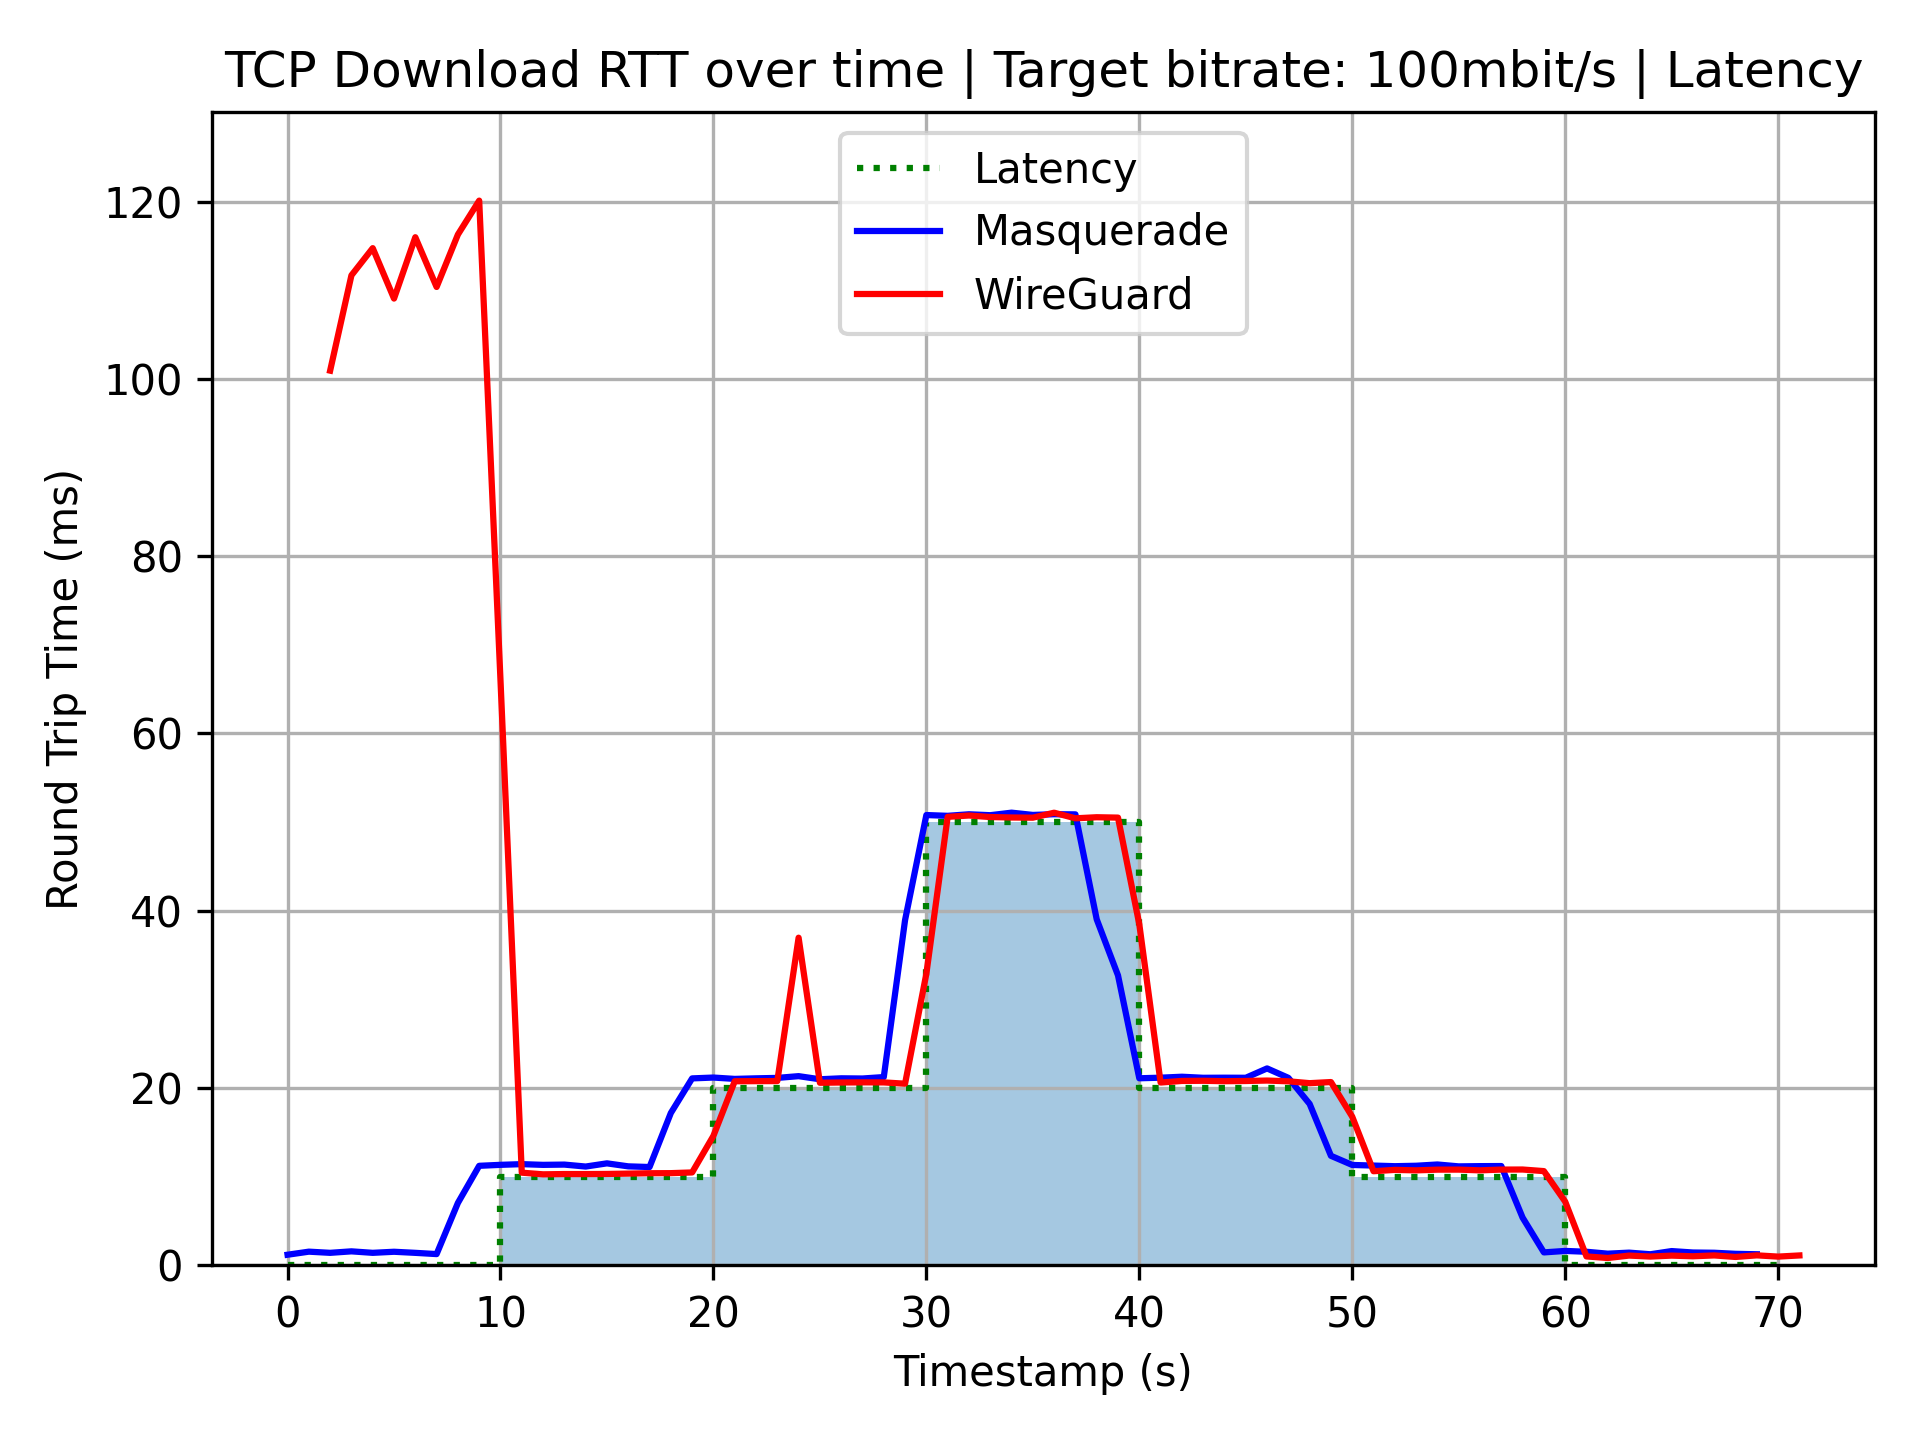 TCP Download RTT over time | Target bitrate: 100mbit/s | Latency
Latency
Masquerade
WireGuard
Round Trip Time (ms)
120
100
80
60
40
20
0
0 10 20 30 40 50 60 70
Timestamp (s)